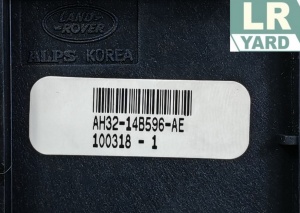 LAND-
ROVER
ALPS KOREA
LR
YARD
AH32-14B596-AE
100318 - 1